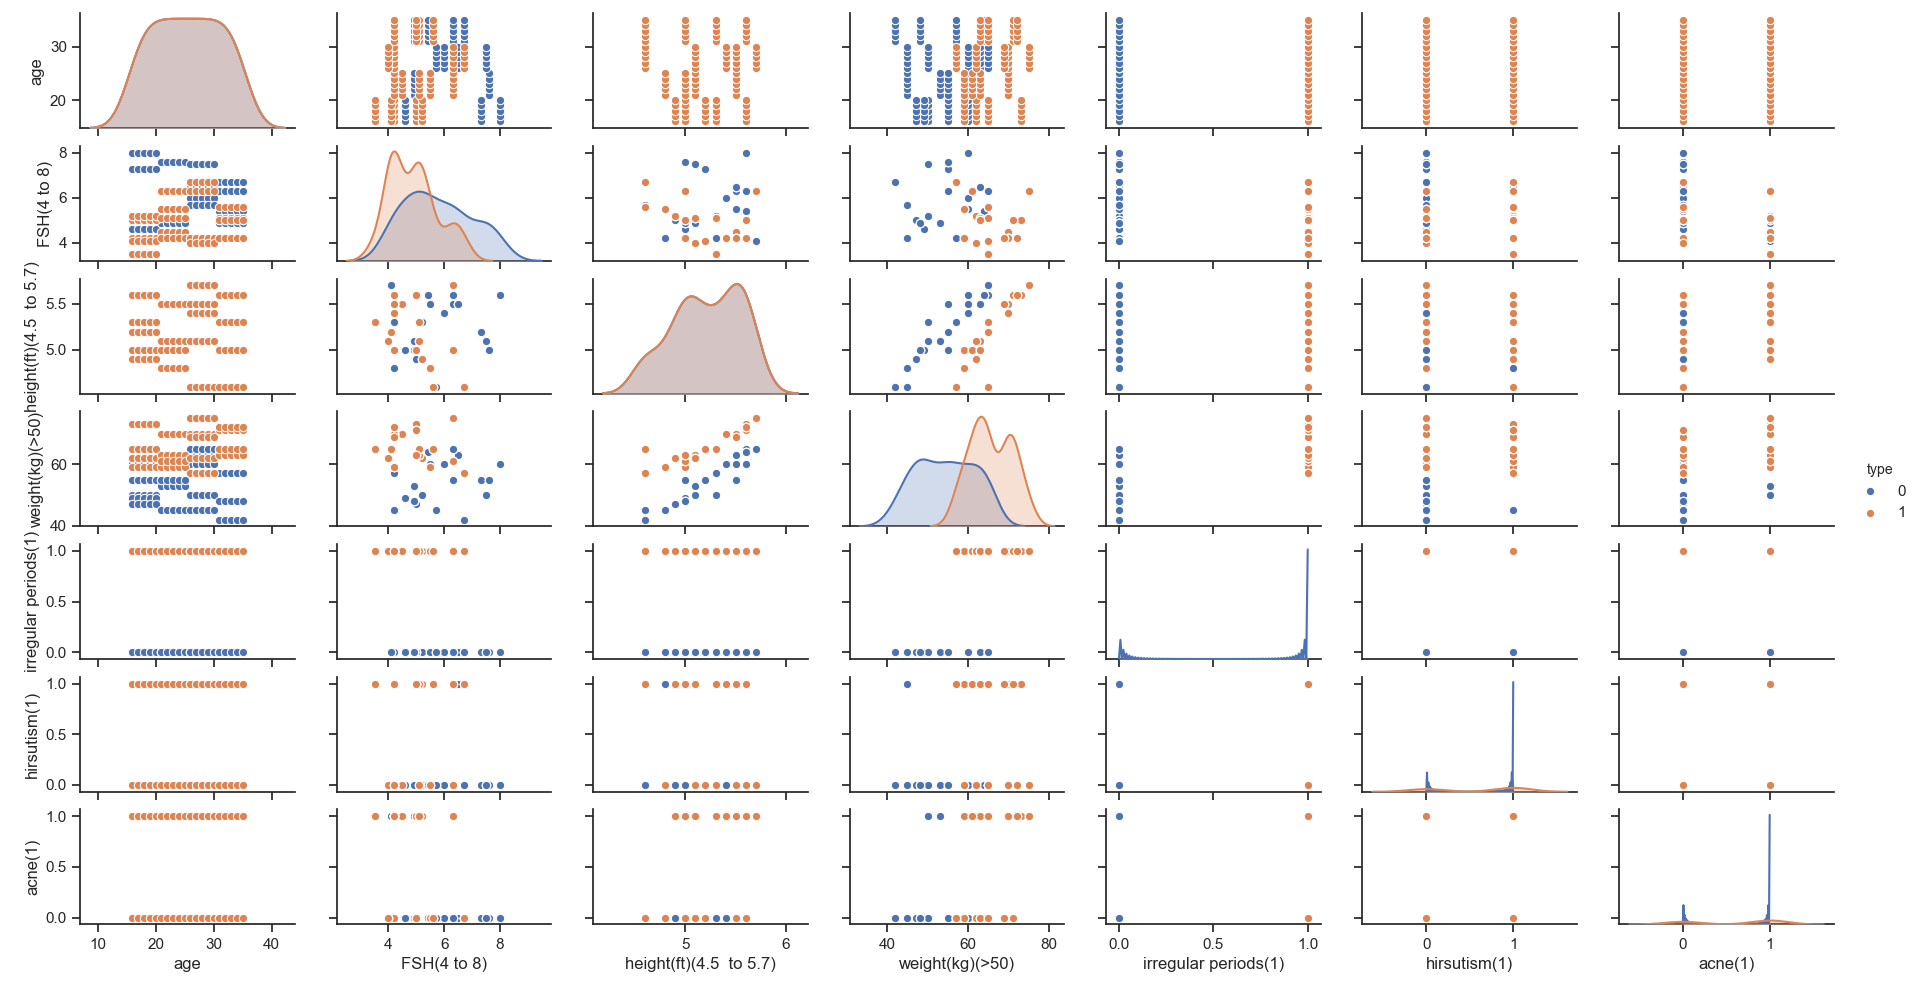 age
30
20
FSH(4 to 8)
8
6
4
height(ft)(4.5  to 5.7)
5.5
5.0
weight(kg)(>50)
60
40
irregular periods(1)
1.0
0.5
0.0
hirsutism(1)
1.0
0.5
0.0
acne(1)
1.0
0.5
0.0
type
0
1
10 20 30 40
4 6 8
5 6
40 60 80
0.0 0.5 1.0
0 1
0 1
age
FSH(4 to 8)
height(ft)(4.5  to 5.7)
weight(kg)(>50)
irregular periods(1)
hirsutism(1)
acne(1)